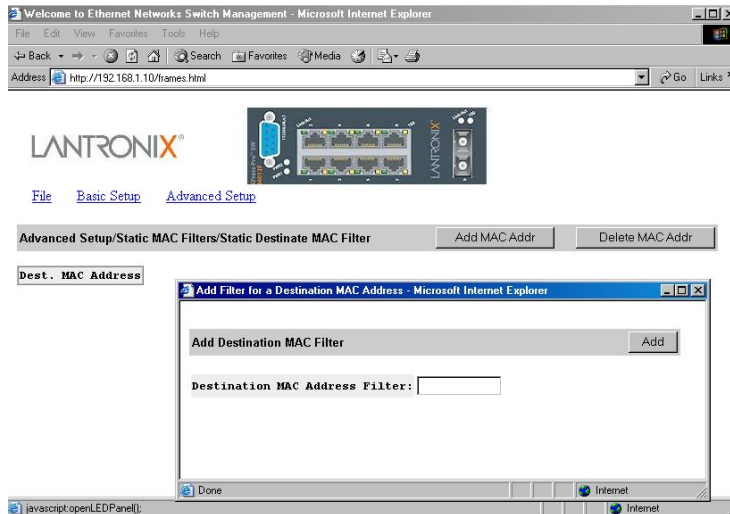 Welcome to Ethernet Networks Switch Management - Microsoft Internet Explorer
File Edit View Favorites Tools Help
Back Search Favorites Media
Address http://192.168.1.10/frames.html Go Links
LANTRONIX®
LANTRONIX
File Basic Setup Advanced Setup
Advanced Setup/Static MAC Filters/Static Destinate MAC Filter Add MAC Addr Delete MAC Addr
Dest. MAC Address
Add Filter for a Destination MAC Address - Microsoft Internet Explorer
Add Destination MAC Filter Add
Destination MAC Address Filter:
Done Internet
javascript:openLEDPanel(); Internet